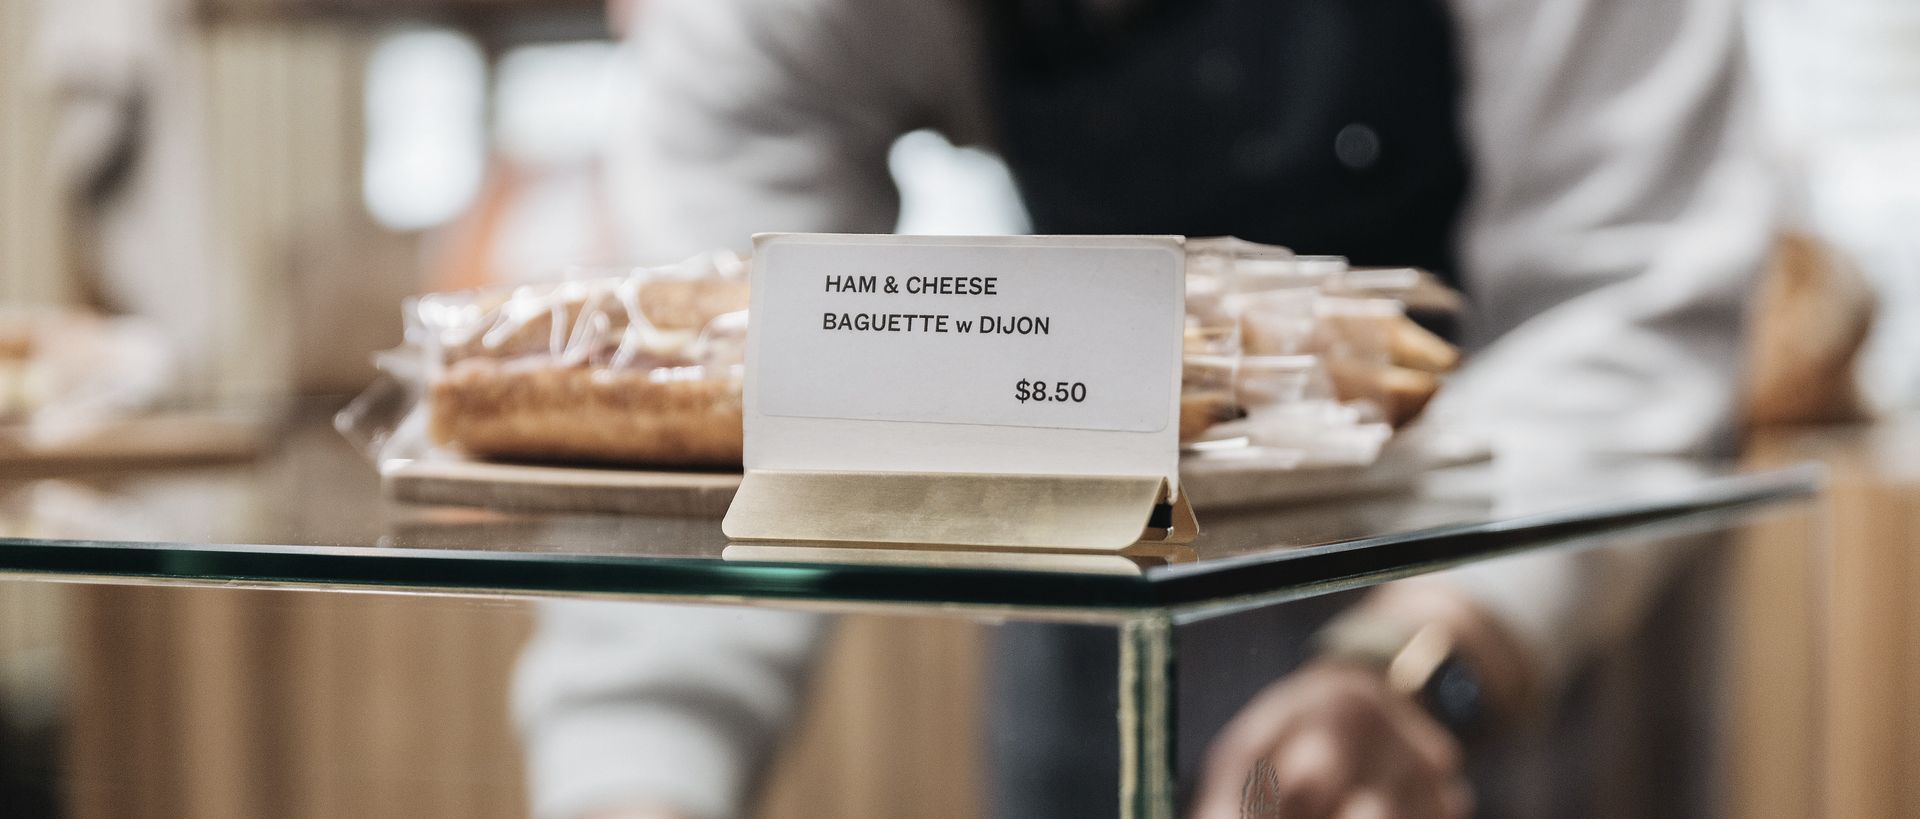 HAM & CHEESE
BAGUETTE w DIJON
$8.50